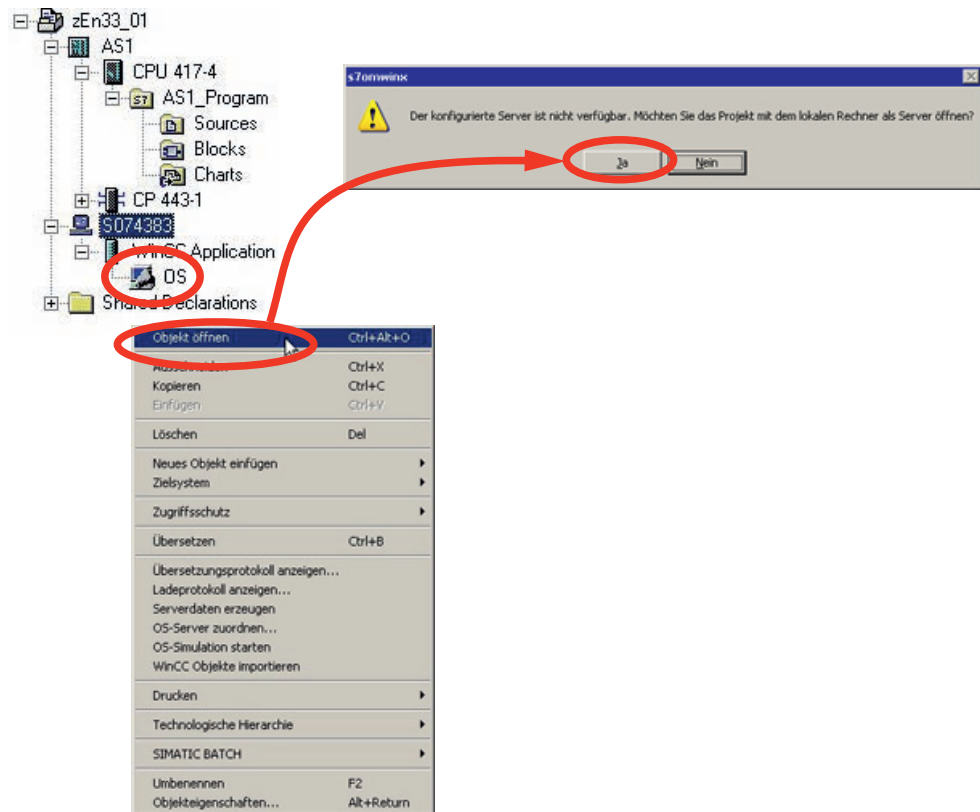 zEn33_01
AS1
CPU 417-4
S7 AS1_Program
Sources
Blocks
Charts
CP 443-1
S074383
WinCC Application
OS
Shared Declarations
s7omwinx
Der konfigurierte Server ist nicht verfügbar. Möchten Sie das Projekt mit dem lokalen Rechner als Server öffnen?
Ja Nein
Objekt öffnen Ctrl+Alt+O
Ausschneiden Ctrl+X
Kopieren Ctrl+C
Einfügen Ctrl+V
Löschen Del
Neues Objekt einfügen
Zielsystem
Zugriffsschutz
Übersetzen Ctrl+B
Übersetzungsprotokoll anzeigen...
Ladeprotokoll anzeigen...
Serverdaten erzeugen
OS-Server zuordnen...
OS-Simulation starten
WinCC Objekte importieren
Drucken
Technologische Hierarchie
SIMATIC BATCH
Umbenennen F2
Objekteigenschaften... Alt+Return